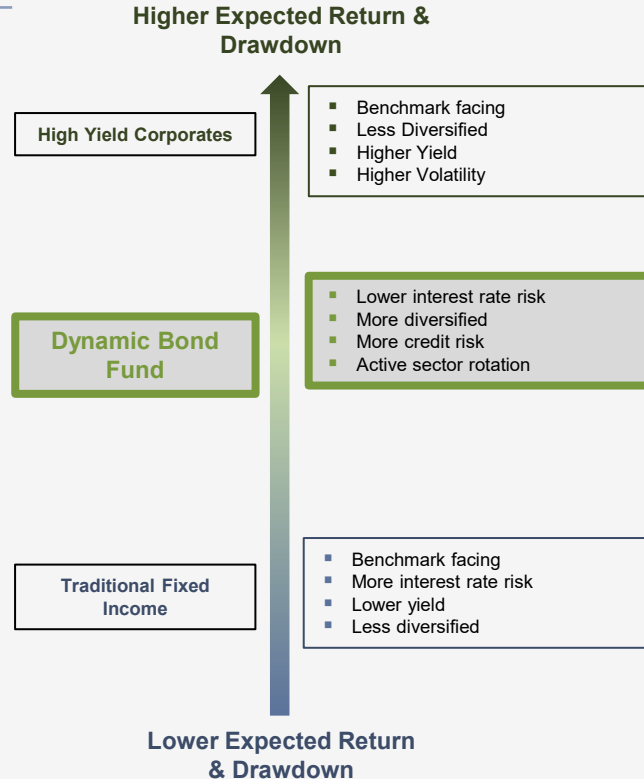 Higher Expected Return &
Drawdown
High Yield Corporates
▪ Benchmark facing
▪ Less Diversified
▪ Higher Yield
▪ Higher Volatility
Dynamic Bond
Fund
▪ Lower interest rate risk
▪ More diversified
▪ More credit risk
▪ Active sector rotation
Traditional Fixed
Income
▪ Benchmark facing
▪ More interest rate risk
▪ Lower yield
▪ Less diversified
Lower Expected Return
& Drawdown